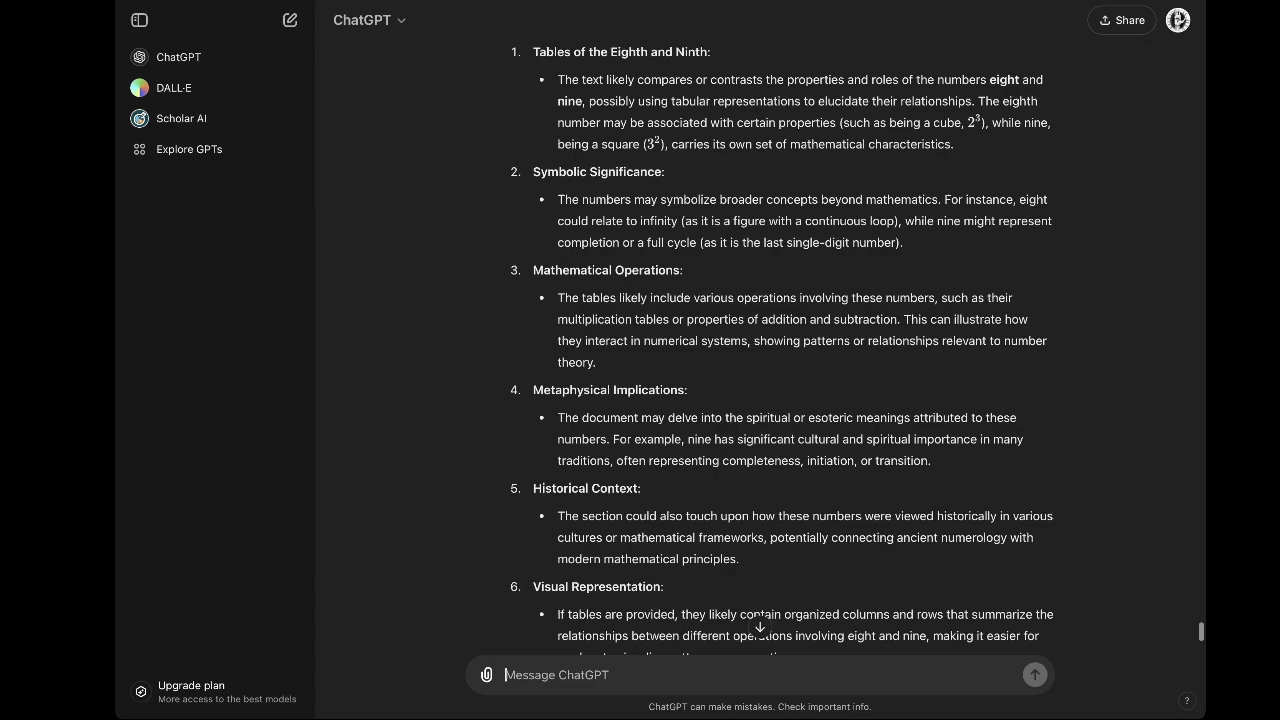 ChatGPT
Share
ChatGPT
DALL·E
Scholar AI
Explore GPTs
1. Tables of the Eighth and Ninth:
• The text likely compares or contrasts the properties and roles of the numbers eight and
nine, possibly using tabular representations to elucidate their relationships. The eighth
number may be associated with certain properties (such as being a cube, 2³), while nine,
being a square (3²), carries its own set of mathematical characteristics.
2. Symbolic Significance:
• The numbers may symbolize broader concepts beyond mathematics. For instance, eight
could relate to infinity (as it is a figure with a continuous loop), while nine might represent
completion or a full cycle (as it is the last single-digit number).
3. Mathematical Operations:
• The tables likely include various operations involving these numbers, such as their
multiplication tables or properties of addition and subtraction. This can illustrate how
they interact in numerical systems, showing patterns or relationships relevant to number
theory.
4. Metaphysical Implications:
• The document may delve into the spiritual or esoteric meanings attributed to these
numbers. For example, nine has significant cultural and spiritual importance in many
traditions, often representing completeness, initiation, or transition.
5. Historical Context:
• The section could also touch upon how these numbers were viewed historically in various
cultures or mathematical frameworks, potentially connecting ancient numerology with
modern mathematical principles.
6. Visual Representation:
• If tables are provided, they likely contain organized columns and rows that summarize the
relationships between different operations involving eight and nine, making it easier for
Message ChatGPT
Upgrade plan
More access to the best models
ChatGPT can make mistakes. Check important info.
?